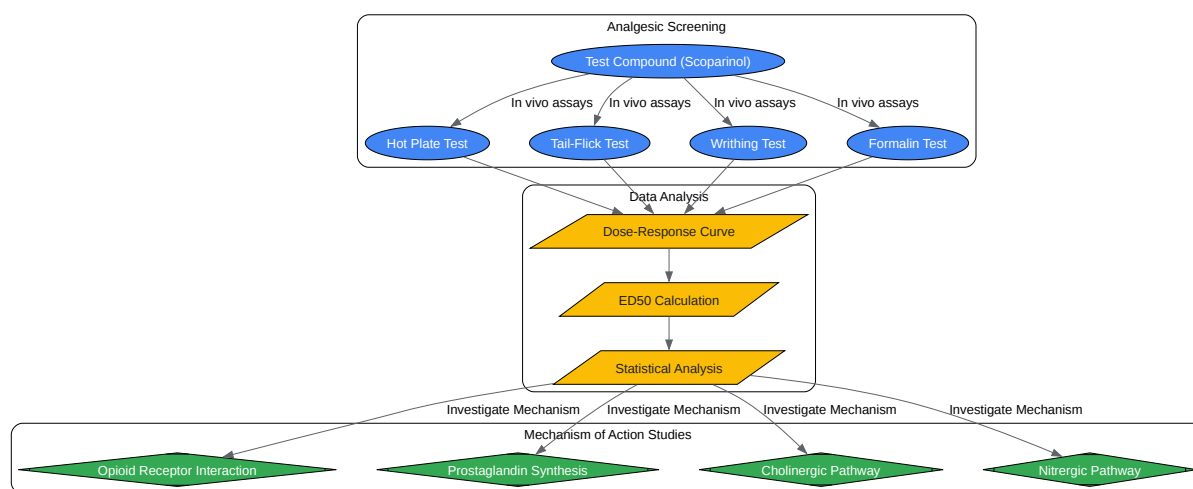 Analgesic Screening
Test Compound (Scoparinol)
In vivo assays In vivo assays In vivo assays In vivo assays
Hot Plate Test Tail-Flick Test Writhing Test Formalin Test
Data Analysis
Dose-Response Curve
ED50 Calculation
Statistical Analysis
Investigate Mechanism Investigate Mechanism Investigate Mechanism Investigate Mechanism
Mechanism of Action Studies
Opioid Receptor Interaction Prostaglandin Synthesis Cholinergic Pathway Nitrergic Pathway